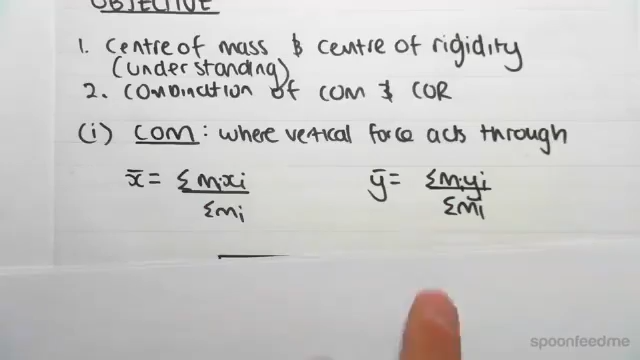 OBJECTIVE
1. Centre of mass & centre of rigidity
(understanding)
2. combination of COM & COR
(i) COM: where vertical force acts through
x̄ = Σmixi / Σmi    ȳ = Σmiyi / Σmi
spoonfeedme